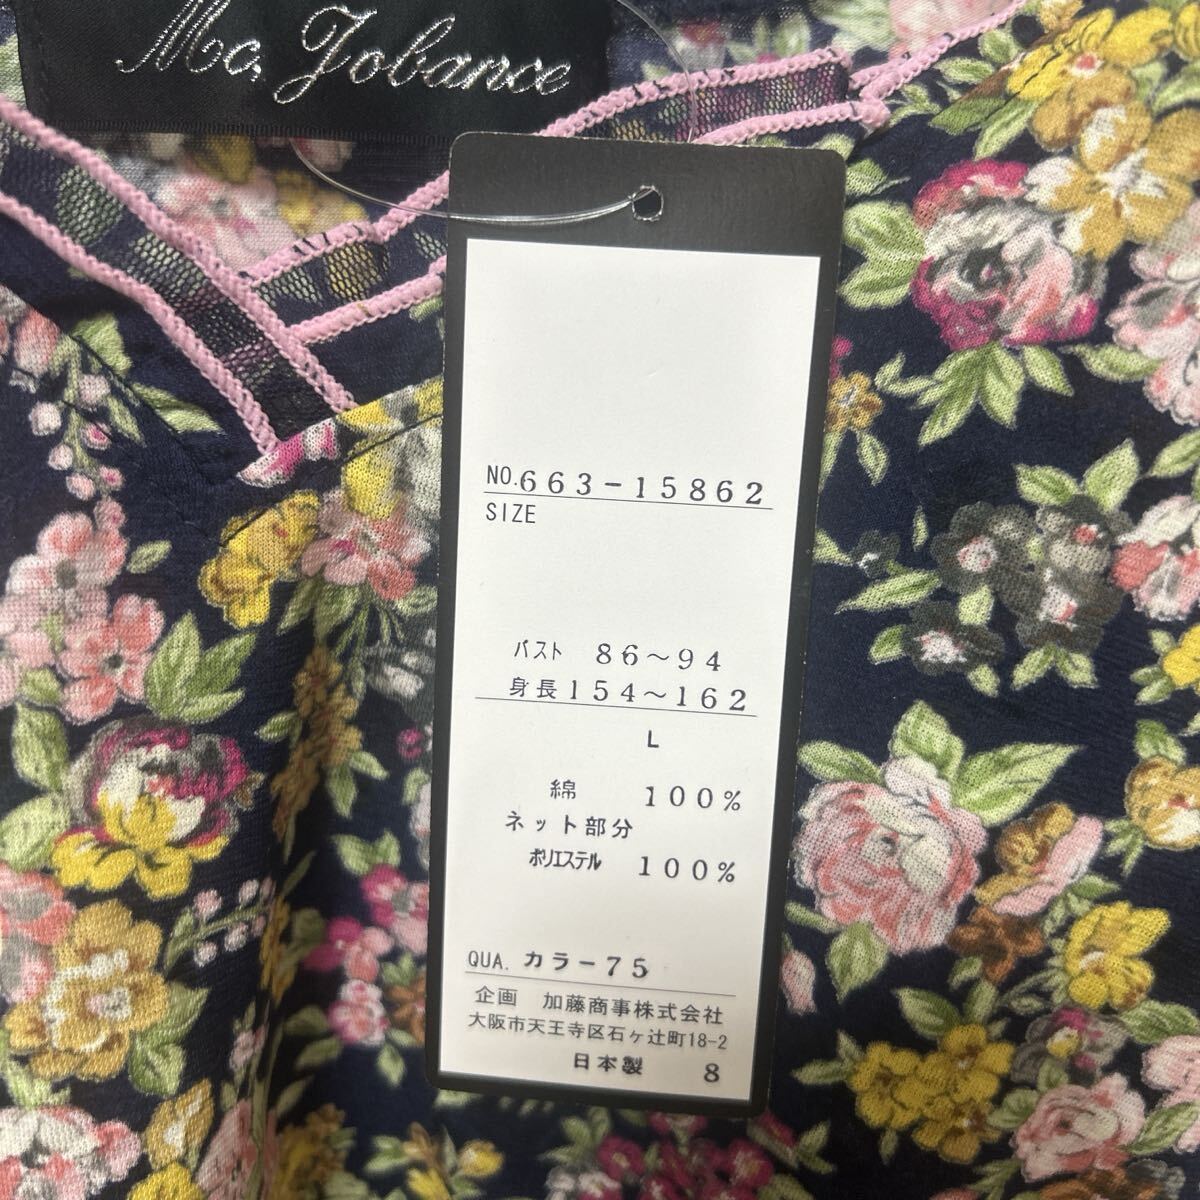 Mc. Jobance
NO.663-15862
SIZE
バスト 86~94
身長154~162
L
綿 100%
ネット部分
ポリエステル 100%
QUA. カラー75
企画 加藤商事株式会社
大阪市天王寺区石ヶ辻町18-2
日本製 8